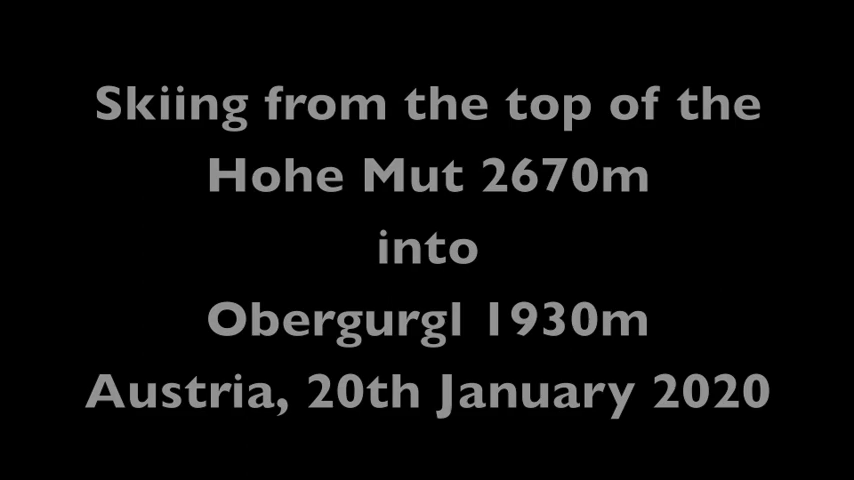 Skiing from the top of the
Hohe Mut 2670m
into
Obergurgl 1930m
Austria, 20th January 2020